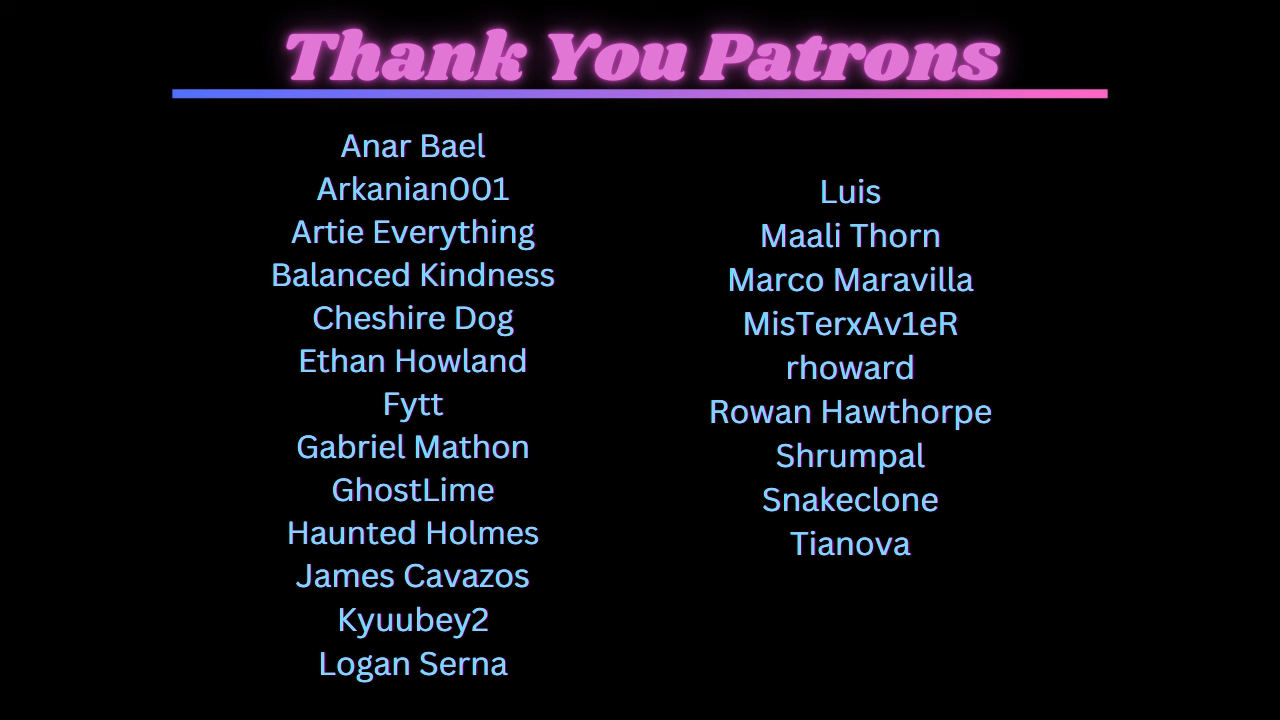 Thank You Patrons
Anar Bael
Arkanian001
Artie Everything
Balanced Kindness
Cheshire Dog
Ethan Howland
Fytt
Gabriel Mathon
GhostLime
Haunted Holmes
James Cavazos
Kyuubey2
Logan Serna
Luis
Maali Thorn
Marco Maravilla
MisTerxAv1eR
rhoward
Rowan Hawthorpe
Shrumpal
Snakeclone
Tianova